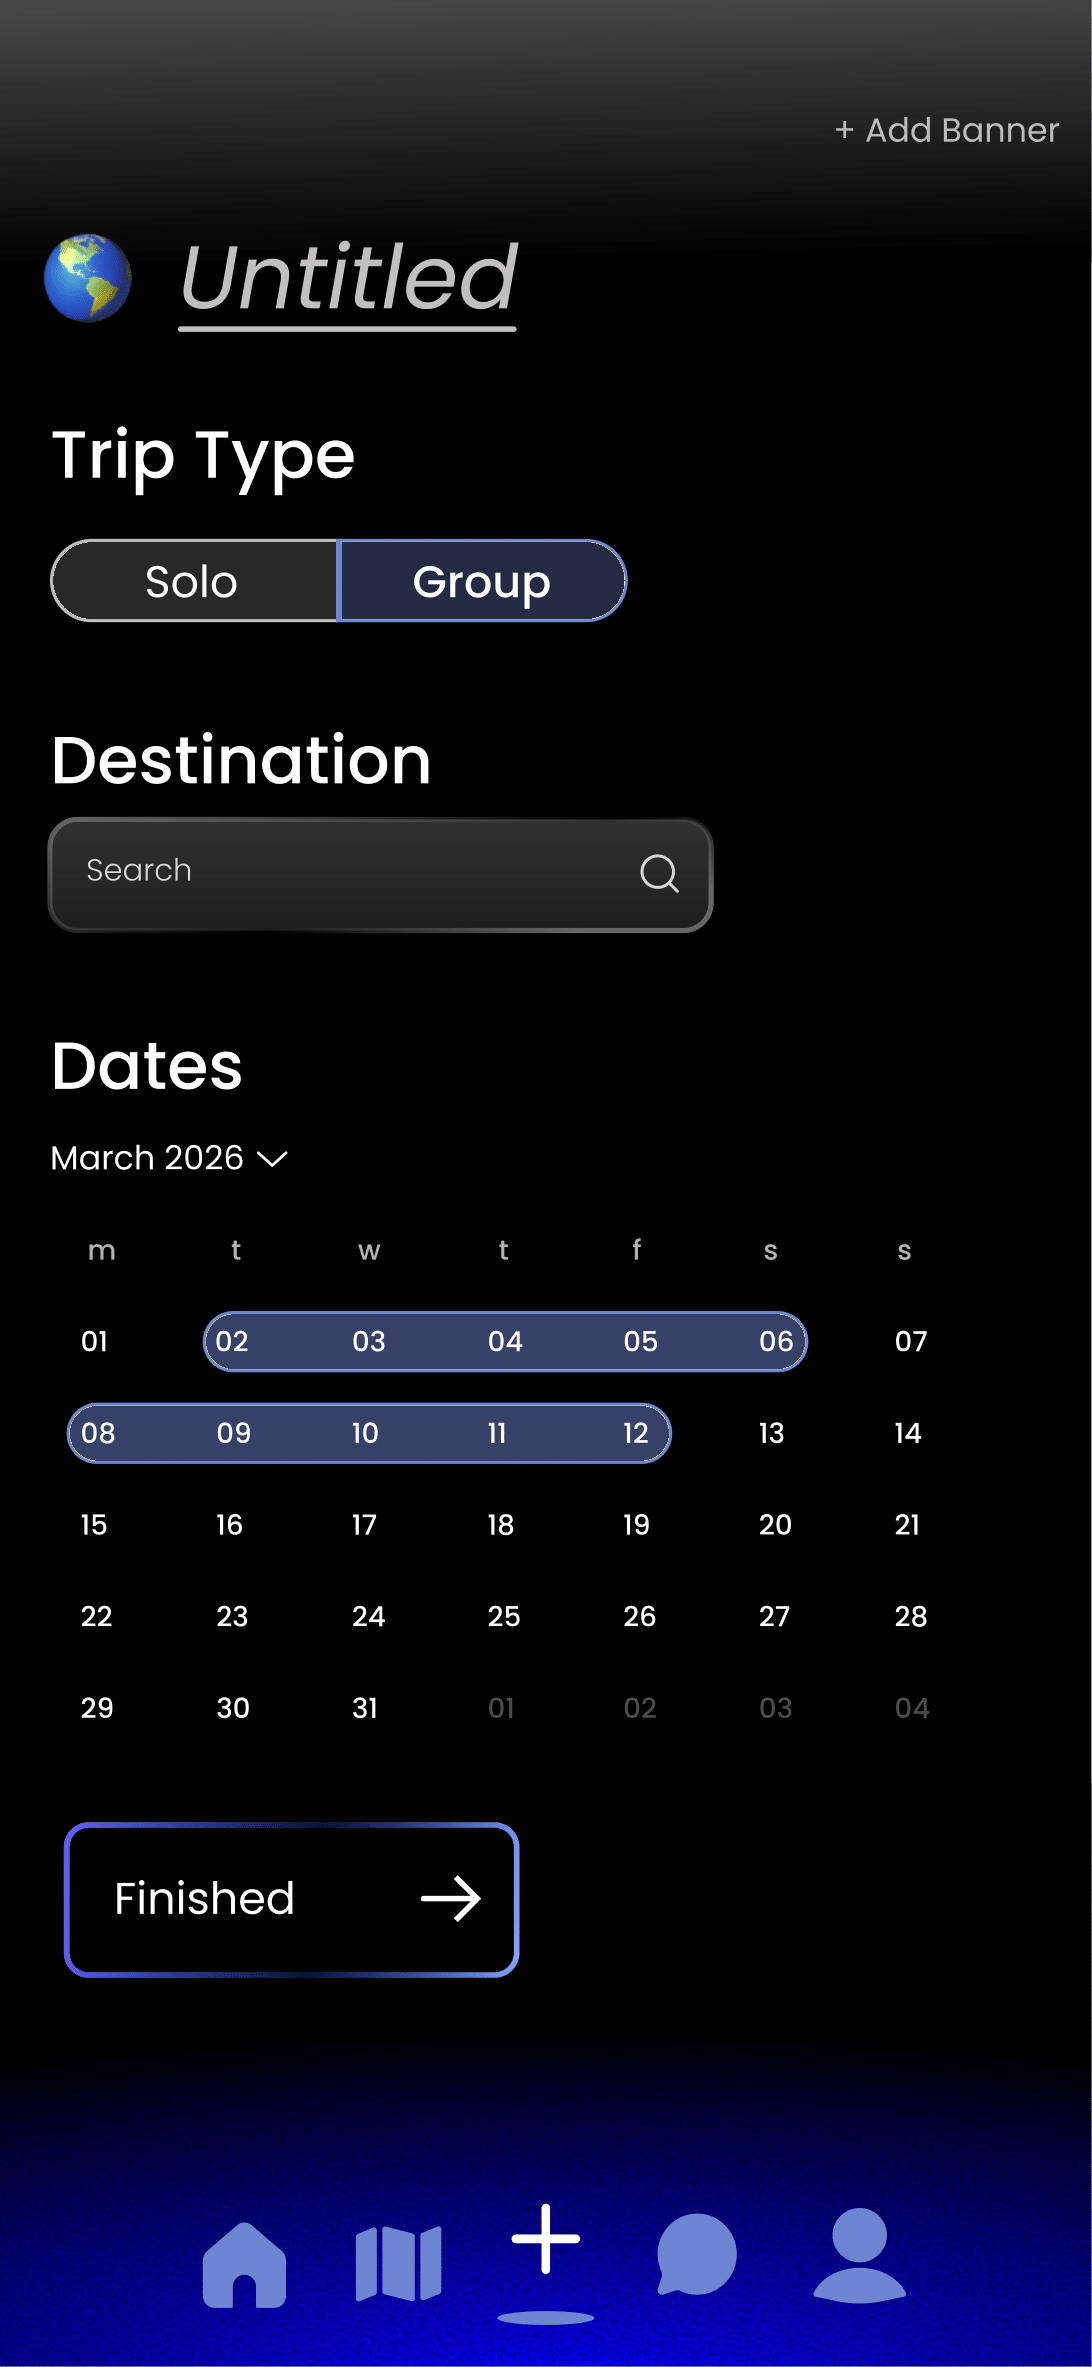 + Add Banner
Untitled
Trip Type
Solo Group
Destination
Search
Dates
March 2026
m t w t f s s
01 02 03 04 05 06 07
08 09 10 11 12 13 14
15 16 17 18 19 20 21
22 23 24 25 26 27 28
29 30 31 01 02 03 04
Finished